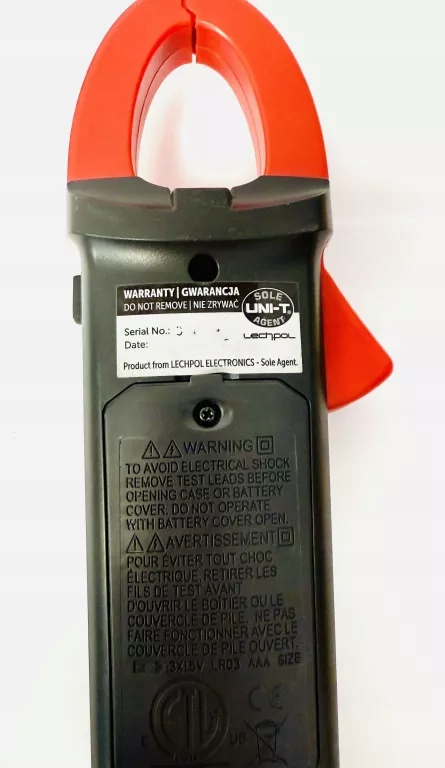 WARRANTY | GWARANCJA
DO NOT REMOVE | NIE ZRYWAĆ
SOLE
UNI-T
AGENT
Lechpol
Serial No.:
Date:
Product from LECHPOL ELECTRONICS - Sole Agent.
WARNING
TO AVOID ELECTRICAL SHOCK
REMOVE TEST LEADS BEFORE
OPENING CASE OR BATTERY
COVER. DO NOT OPERATE
WITH BATTERY COVER OPEN.
AVERTISSEMENT
POUR ÉVITER TOUT CHOC
ÉLECTRIQUE, RETIRER LES
FILS DE TEST AVANT
D'OUVRIR LE BOÎTIER OU LE
COUVERCLE DE PILE. NE PAS
FAIRE FONCTIONNER AVEC LE
COUVERCLE DE PILE OUVERT.
3X1.5V LR03 AAA SIZE
CE